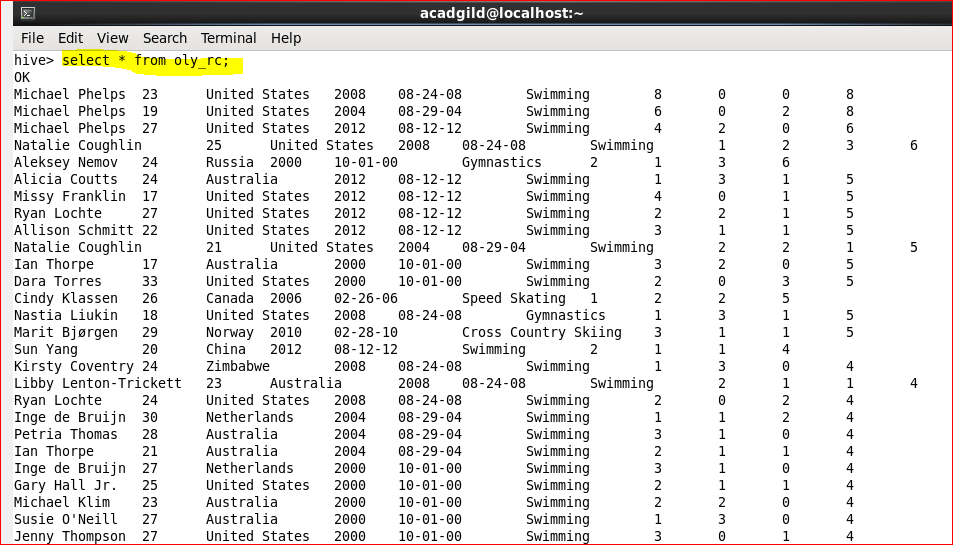 acadgild@localhost:~
File Edit View Search Terminal Help
hive> select * from oly_rc;
OK
Michael Phelps 23 United States 2008 08-24-08 Swimming 8 0 0 8
Michael Phelps 19 United States 2004 08-29-04 Swimming 6 0 2 8
Michael Phelps 27 United States 2012 08-12-12 Swimming 4 2 0 6
Natalie Coughlin 25 United States 2008 08-24-08 Swimming 1 2 3 6
Aleksey Nemov 24 Russia 2000 10-01-00 Gymnastics 2 1 3 6
Alicia Coutts 24 Australia 2012 08-12-12 Swimming 1 3 1 5
Missy Franklin 17 United States 2012 08-12-12 Swimming 4 0 1 5
Ryan Lochte 27 United States 2012 08-12-12 Swimming 2 2 1 5
Allison Schmitt 22 United States 2012 08-12-12 Swimming 3 1 1 5
Natalie Coughlin 21 United States 2004 08-29-04 Swimming 2 2 1 5
Ian Thorpe 17 Australia 2000 10-01-00 Swimming 3 2 0 5
Dara Torres 33 United States 2000 10-01-00 Swimming 2 0 3 5
Cindy Klassen 26 Canada 2006 02-26-06 Speed Skating 1 2 2 5
Nastia Liukin 18 United States 2008 08-24-08 Gymnastics 1 3 1 5
Marit Bjørgen 29 Norway 2010 02-28-10 Cross Country Skiing 3 1 1 5
Sun Yang 20 China 2012 08-12-12 Swimming 2 1 1 4
Kirsty Coventry 24 Zimbabwe 2008 08-24-08 Swimming 1 3 0 4
Libby Lenton-Trickett 23 Australia 2008 08-24-08 Swimming 2 1 1 4
Ryan Lochte 24 United States 2008 08-24-08 Swimming 2 0 2 4
Inge de Bruijn 30 Netherlands 2004 08-29-04 Swimming 1 1 2 4
Petria Thomas 28 Australia 2004 08-29-04 Swimming 3 1 0 4
Ian Thorpe 21 Australia 2004 08-29-04 Swimming 2 1 1 4
Inge de Bruijn 27 Netherlands 2000 10-01-00 Swimming 3 1 0 4
Gary Hall Jr. 25 United States 2000 10-01-00 Swimming 2 1 1 4
Michael Klim 23 Australia 2000 10-01-00 Swimming 2 2 0 4
Susie O'Neill 27 Australia 2000 10-01-00 Swimming 1 3 0 4
Jenny Thompson 27 United States 2000 10-01-00 Swimming 3 0 1 4